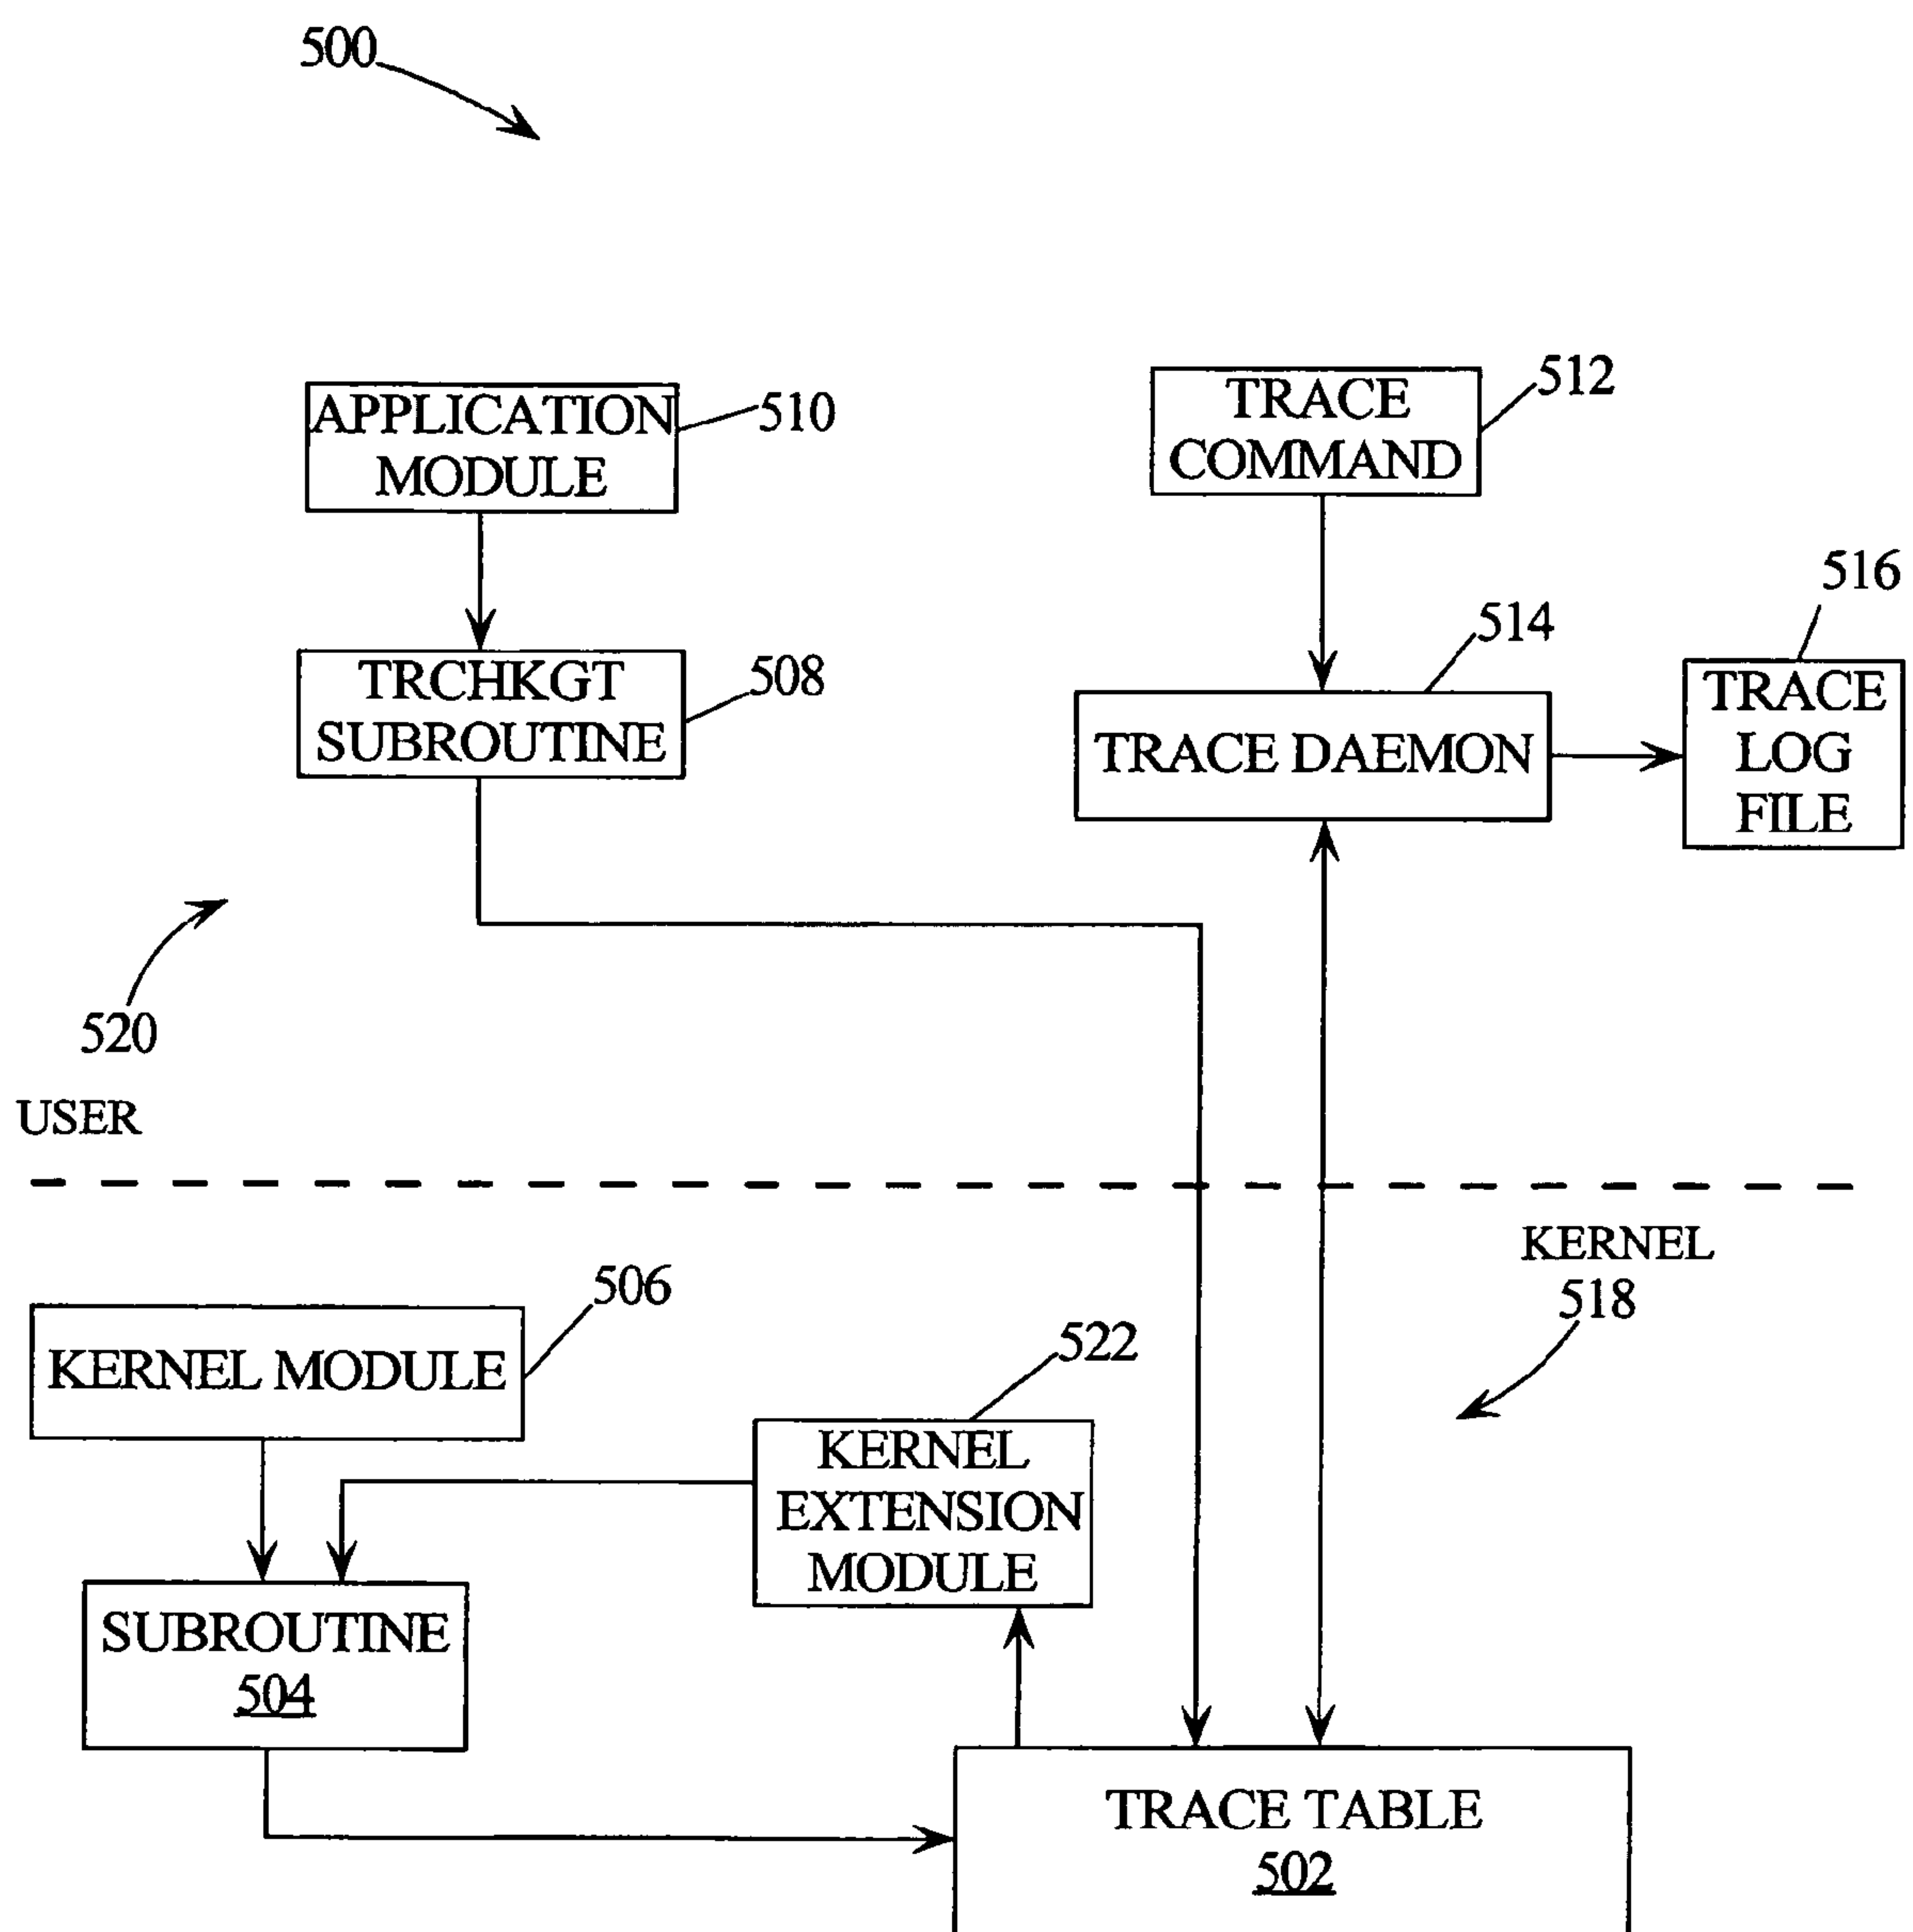 500
APPLICATION
MODULE
510
TRACE
COMMAND
512
516
514
TRCHKGT
SUBROUTINE
508
TRACE DAEMON
TRACE
LOG
FILE
520
USER
KERNEL
518
506
KERNEL MODULE
522
KERNEL
EXTENSION
MODULE
SUBROUTINE
504
TRACE TABLE
502